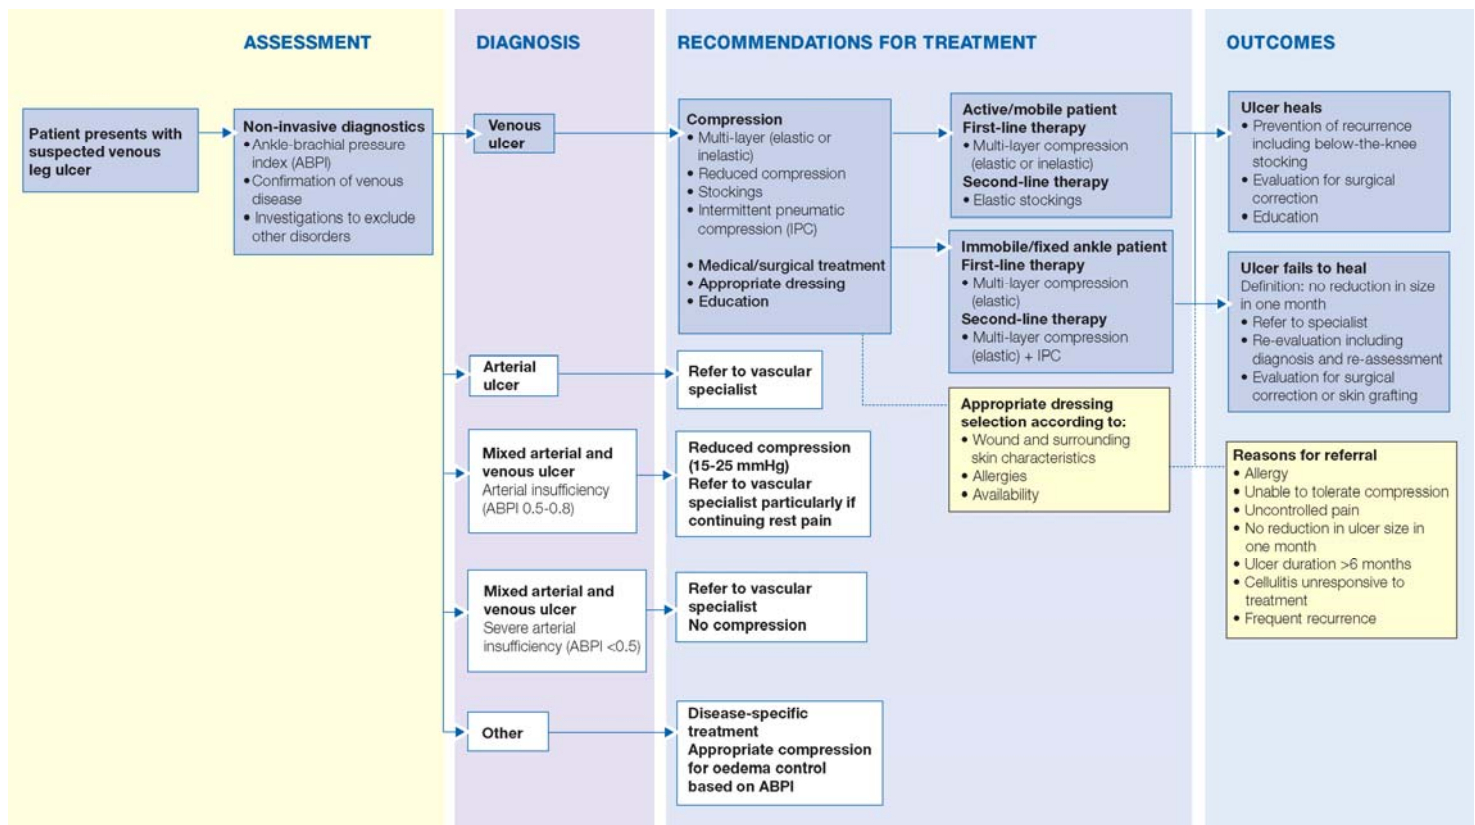 ASSESSMENT
DIAGNOSIS
RECOMMENDATIONS FOR TREATMENT
OUTCOMES
Patient presents with
suspected venous
leg ulcer
Non-invasive diagnostics
• Ankle-brachial pressure
index (ABPI)
• Confirmation of venous
disease
• Investigations to exclude
other disorders
Venous
ulcer
Compression
• Multi-layer (elastic or
inelastic)
• Reduced compression
• Stockings
• Intermittent pneumatic
compression (IPC)
• Medical/surgical treatment
• Appropriate dressing
• Education
Active/mobile patient
First-line therapy
• Multi-layer compression
(elastic or inelastic)
Second-line therapy
• Elastic stockings
Immobile/fixed ankle patient
First-line therapy
• Multi-layer compression
(elastic)
Second-line therapy
• Multi-layer compression
(elastic) + IPC
Ulcer heals
• Prevention of recurrence
including below-the-knee
stocking
• Evaluation for surgical
correction
• Education
Ulcer fails to heal
Definition: no reduction in size
in one month
• Refer to specialist
• Re-evaluation including
diagnosis and re-assessment
• Evaluation for surgical
correction or skin grafting
Arterial
ulcer
Refer to vascular
specialist
Appropriate dressing
selection according to:
• Wound and surrounding
skin characteristics
• Allergies
• Availability
Mixed arterial and
venous ulcer
Arterial insufficiency
(ABPI 0.5-0.8)
Reduced compression
(15-25 mmHg)
Refer to vascular
specialist particularly if
continuing rest pain
Reasons for referral
• Allergy
• Unable to tolerate compression
• Uncontrolled pain
• No reduction in ulcer size in
one month
• Ulcer duration >6 months
• Cellulitis unresponsive to
treatment
• Frequent recurrence
Mixed arterial and
venous ulcer
Severe arterial
insufficiency (ABPI <0.5)
Refer to vascular
specialist
No compression
Other
Disease-specific
treatment
Appropriate compression
for oedema control
based on ABPI